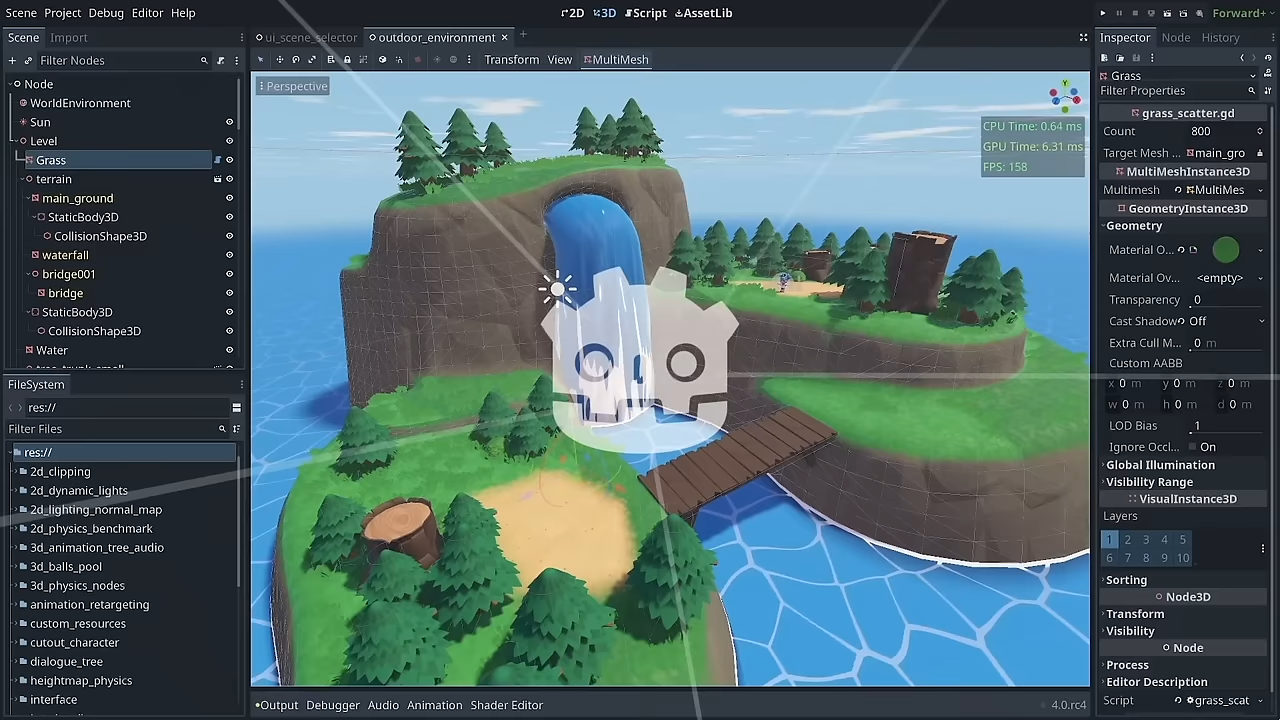 Scene Project Debug Editor Help
2D 3D Script AssetLib
Forward+
Scene Import
Filter Nodes
Node
WorldEnvironment
Sun
Level
Grass
terrain
main_ground
StaticBody3D
CollisionShape3D
waterfall
bridge001
bridge
StaticBody3D
CollisionShape3D
Water
FileSystem
res://
Filter Files
res://
2d_clipping
2d_dynamic_lights
2d_lighting_normal_map
2d_physics_benchmark
3d_animation_tree_audio
3d_balls_pool
3d_physics_nodes
animation_retargeting
custom_resources
cutout_character
dialogue_tree
heightmap_physics
interface
ui_scene_selector outdoor_environment
Transform View MultiMesh
Perspective
CPU Time: 0.64 ms
GPU Time: 6.31 ms
FPS: 158
Output Debugger Audio Animation Shader Editor
4.0.rc4
Inspector Node History
Grass
Filter Properties
grass_scatter.gd
Count 800
Target Mesh ... main_gro
MultiMeshInstance3D
Multimesh MultiMes
GeometryInstance3D
Geometry
Material O...
Material Ov... <empty>
Transparency 0
Cast Shadow Off
Extra Cull M... 0 m
Custom AABB
x 0 m y 0 m z 0 m
w 0 m h 0 m d 0 m
LOD Bias 1
Ignore Occl... On
Global Illumination
Visibility Range
VisualInstance3D
Layers
1 2 3 4 5
6 7 8 9 10
Sorting
Node3D
Transform
Visibility
Node
Process
Editor Description
Script grass_scat